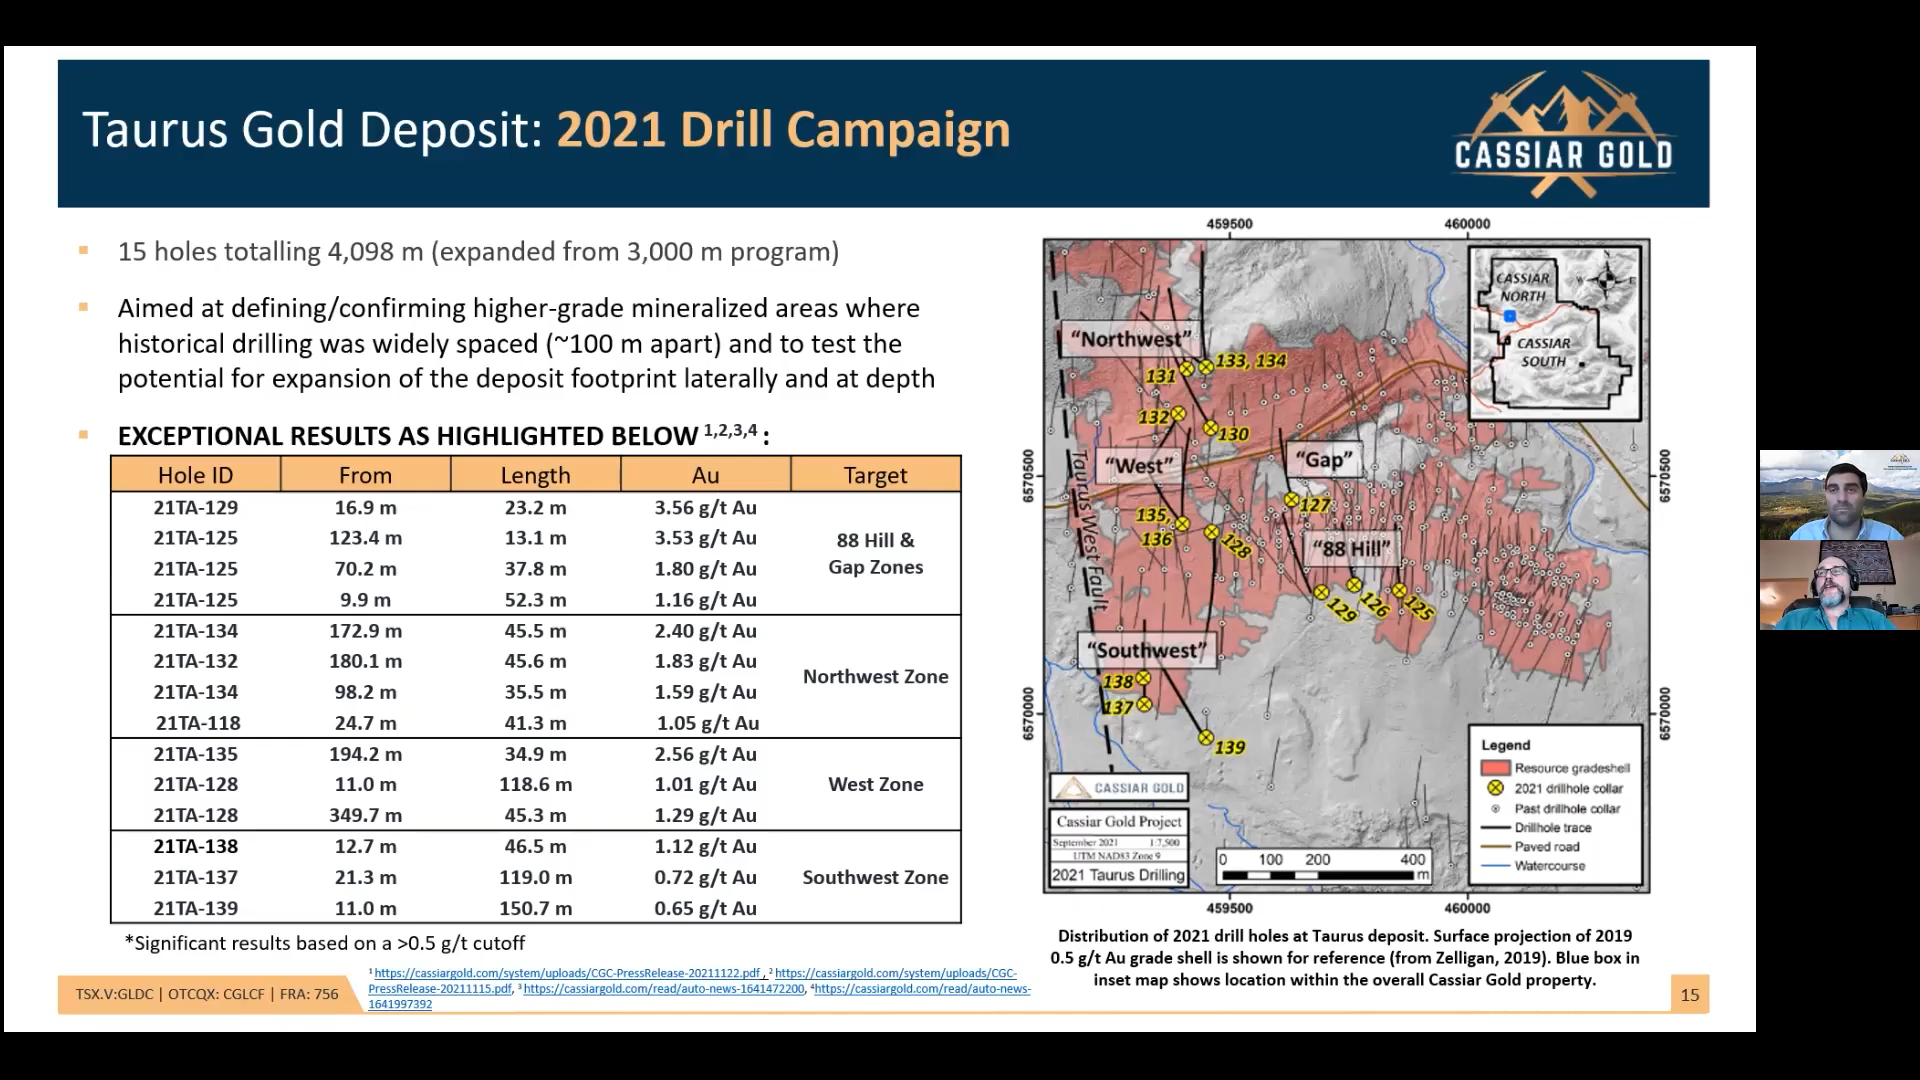 Taurus Gold Deposit: 2021 Drill Campaign
CASSIAR GOLD
15 holes totalling 4,098 m (expanded from 3,000 m program)
Aimed at defining/confirming higher-grade mineralized areas where
historical drilling was widely spaced (~100 m apart) and to test the
potential for expansion of the deposit footprint laterally and at depth
EXCEPTIONAL RESULTS AS HIGHLIGHTED BELOW 1,2,3,4 :
Hole ID From Length Au Target
21TA-129 16.9 m 23.2 m 3.56 g/t Au
21TA-125 123.4 m 13.1 m 3.53 g/t Au
21TA-125 70.2 m 37.8 m 1.80 g/t Au
21TA-125 9.9 m 52.3 m 1.16 g/t Au
88 Hill &
Gap Zones
21TA-134 172.9 m 45.5 m 2.40 g/t Au
21TA-132 180.1 m 45.6 m 1.83 g/t Au
21TA-134 98.2 m 35.5 m 1.59 g/t Au
21TA-118 24.7 m 41.3 m 1.05 g/t Au
Northwest Zone
21TA-135 194.2 m 34.9 m 2.56 g/t Au
21TA-128 11.0 m 118.6 m 1.01 g/t Au
21TA-128 349.7 m 45.3 m 1.29 g/t Au
West Zone
21TA-138 12.7 m 46.5 m 1.12 g/t Au
21TA-137 21.3 m 119.0 m 0.72 g/t Au
21TA-139 11.0 m 150.7 m 0.65 g/t Au
Southwest Zone
*Significant results based on a >0.5 g/t cutoff
1 https://cassiargold.com/system/uploads/CGC-PressRelease-20211122.pdf , 2 https://cassiargold.com/system/uploads/CGC-
PressRelease-20211115.pdf, 3 https://cassiargold.com/read/auto-news-1641472200, 4 https://cassiargold.com/read/auto-news-
1641997392
TSX.V:GLDC | OTCQX: CGLCF | FRA: 756
459500 460000
6570500
6570000
6570500
6570000
459500 460000
CASSIAR
NORTH
CASSIAR
SOUTH
W E
"Northwest"
133, 134
131
132
130
"West"
"Gap"
127
135,
136
128
"88 Hill"
129
126
125
Taurus West Fault
"Southwest"
138
137
139
CASSIAR GOLD
Cassiar Gold Project
September 2021 1:7,500
UTM NAD83 Zone 9
2021 Taurus Drilling
0 100 200 400
m
Legend
Resource gradeshell
2021 drillhole collar
Past drillhole collar
Drillhole trace
Paved road
Watercourse
Distribution of 2021 drill holes at Taurus deposit. Surface projection of 2019
0.5 g/t Au grade shell is shown for reference (from Zelligan, 2019). Blue box in
inset map shows location within the overall Cassiar Gold property.
15